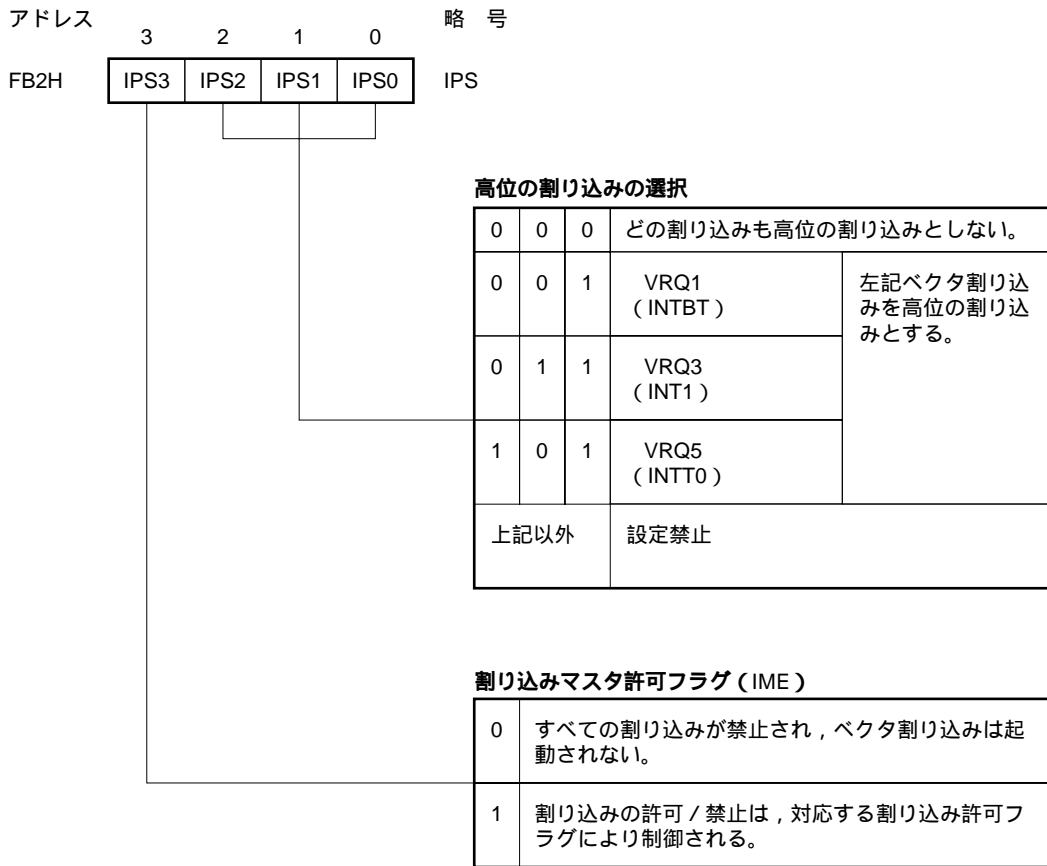 アドレス 略 号
3 2 1 0
FB2H IPS3 IPS2 IPS1 IPS0 IPS
高位の割り込みの選択
0 0 0 どの割り込みも高位の割り込みとしない。
0 0 1 VRQ1
(INTBT)
左記ベクタ割り込
みを高位の割り込
みとする。
0 1 1 VRQ3
(INT1)
1 0 1 VRQ5
(INTT0)
上記以外 設定禁止
割り込みマスタ許可フラグ(IME)
0 すべての割り込みが禁止され,ベクタ割り込みは起
動されない。
1 割り込みの許可/禁止は,対応する割り込み許可フ
ラグにより制御される。